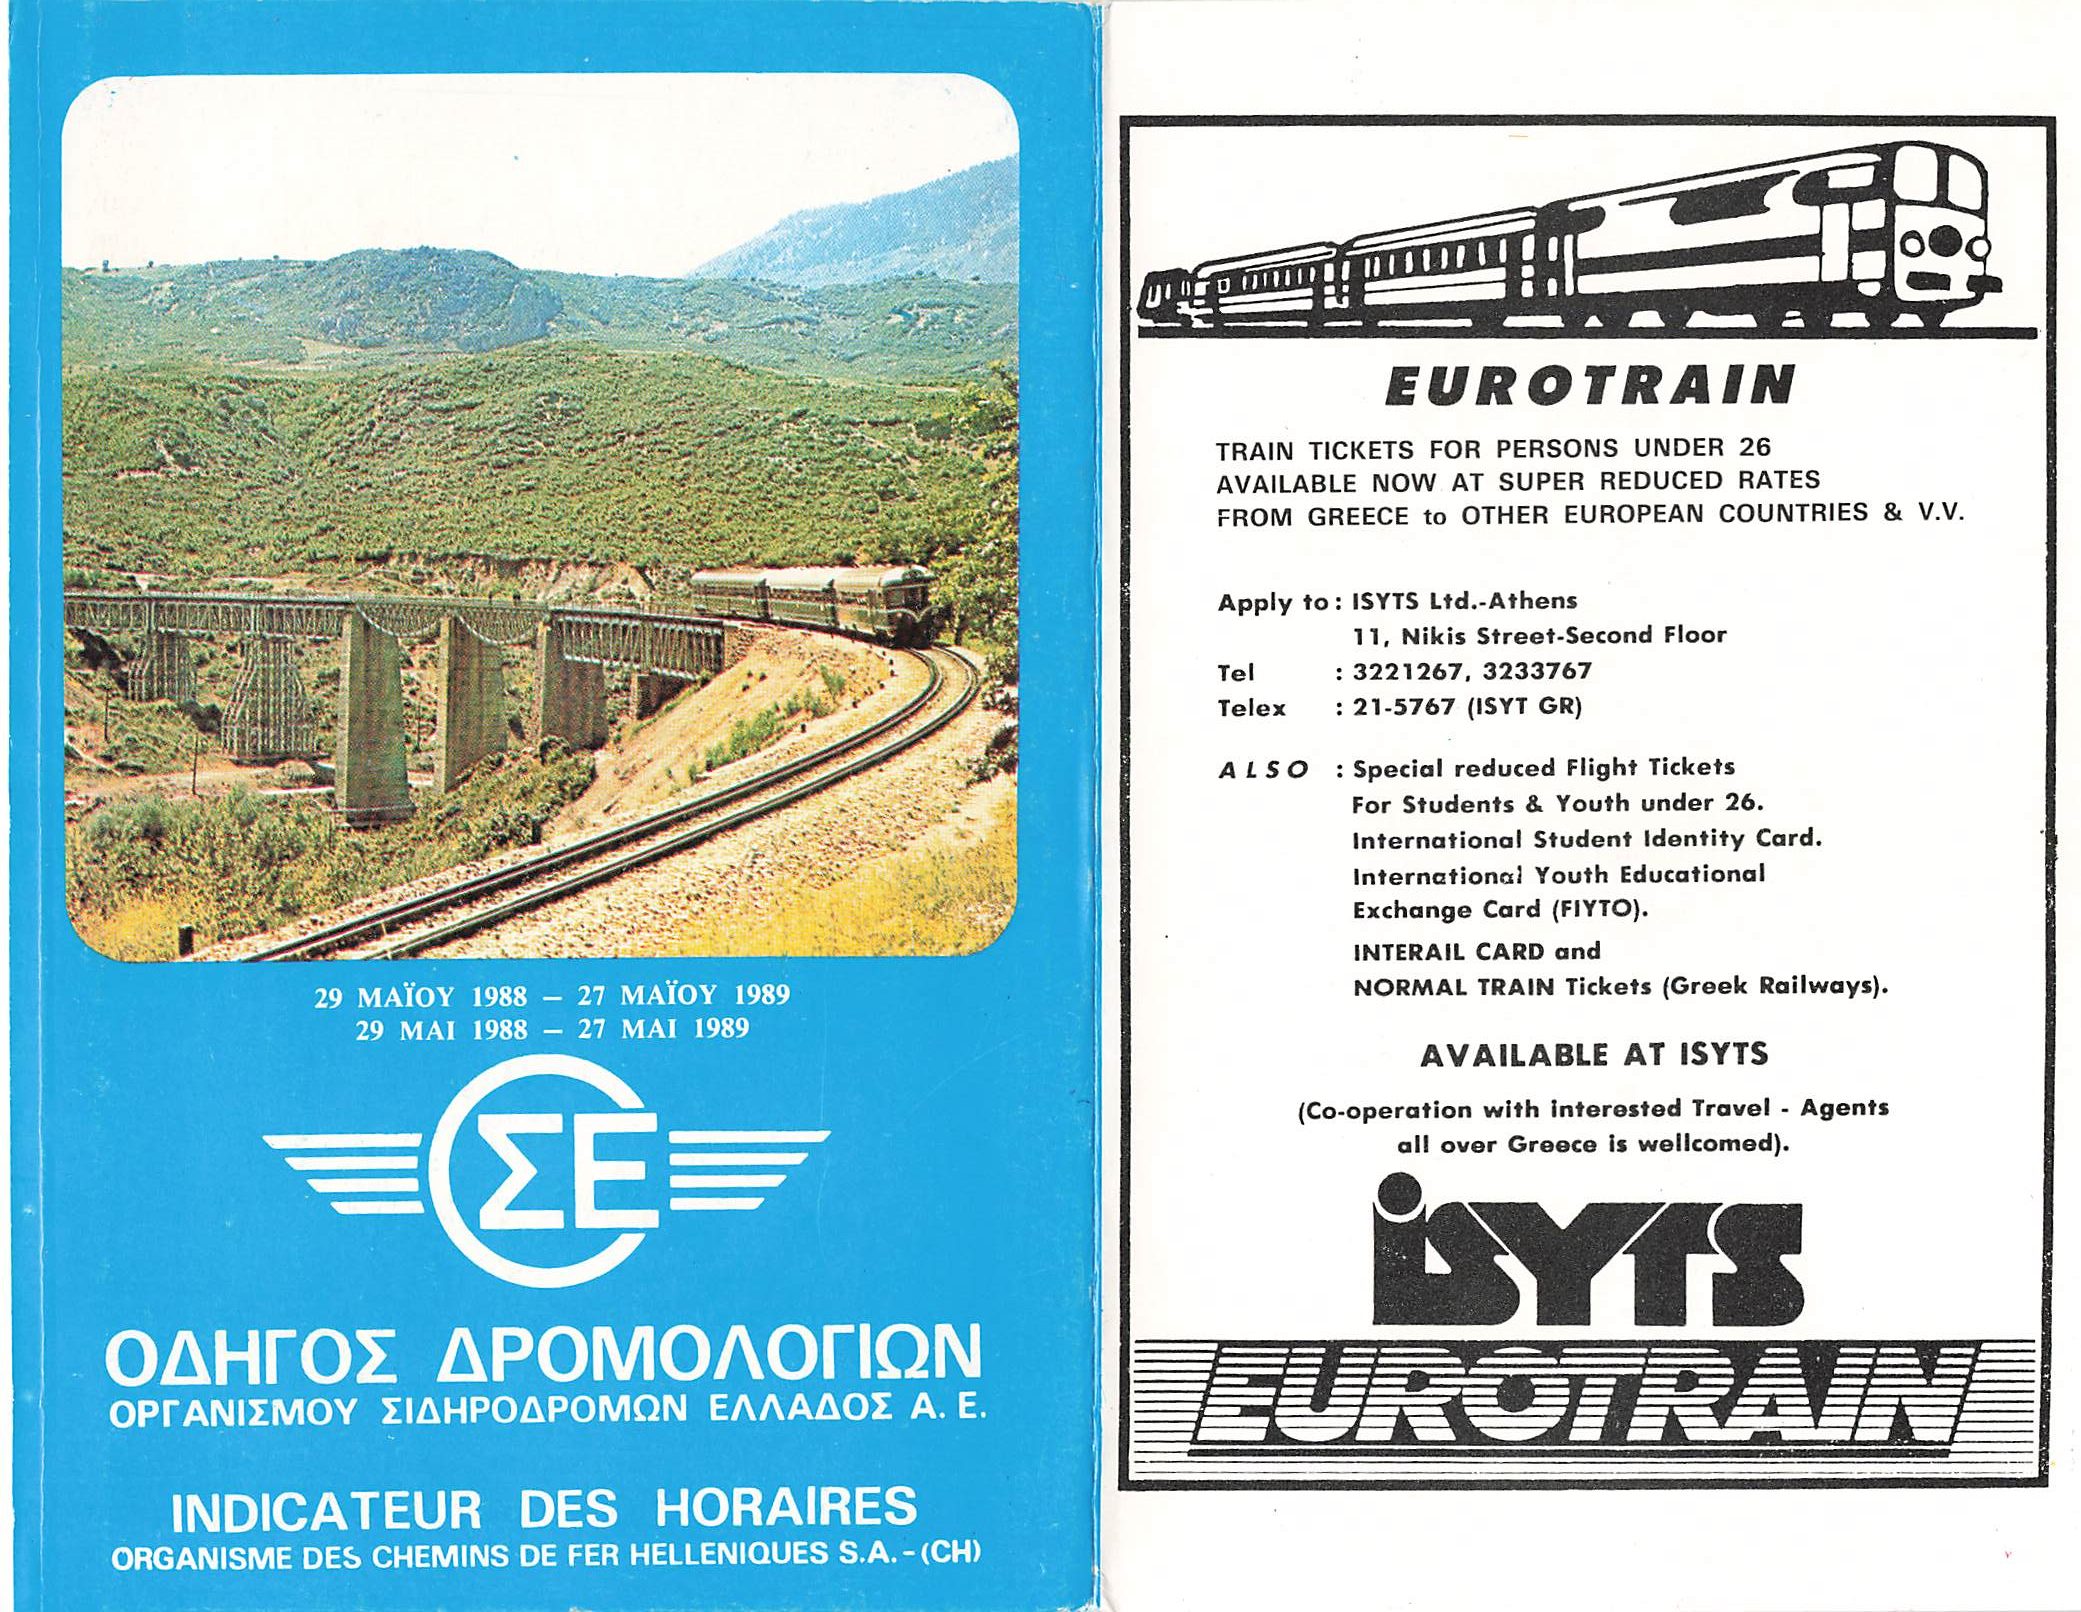 29 ΜΑΪΟΥ 1988 – 27 ΜΑΪΟΥ 1989
29 MAI 1988 – 27 MAI 1989
ΟΣΕ
ΟΔΗΓΟΣ ΔΡΟΜΟΛΟΓΙΩΝ
ΟΡΓΑΝΙΣΜΟΥ ΣΙΔΗΡΟΔΡΟΜΩΝ ΕΛΛΑΔΟΣ Α. Ε.
INDICATEUR DES HORAIRES
ORGANISME DES CHEMINS DE FER HELLENIQUES S.A. - (CH)
EUROTRAIN
TRAIN TICKETS FOR PERSONS UNDER 26
AVAILABLE NOW AT SUPER REDUCED RATES
FROM GREECE to OTHER EUROPEAN COUNTRIES & V.V.
Apply to : ISYTS Ltd.-Athens
11, Nikis Street-Second Floor
Tel : 3221267, 3233767
Telex : 21-5767 (ISYT GR)
ALSO : Special reduced Flight Tickets
For Students & Youth under 26.
International Student Identity Card.
International Youth Educational
Exchange Card (FIYTO).
INTERAIL CARD and
NORMAL TRAIN Tickets (Greek Railways).
AVAILABLE AT ISYTS
(Co-operation with interested Travel - Agents
all over Greece is wellcomed).
iSYTS
EUROTRAIN